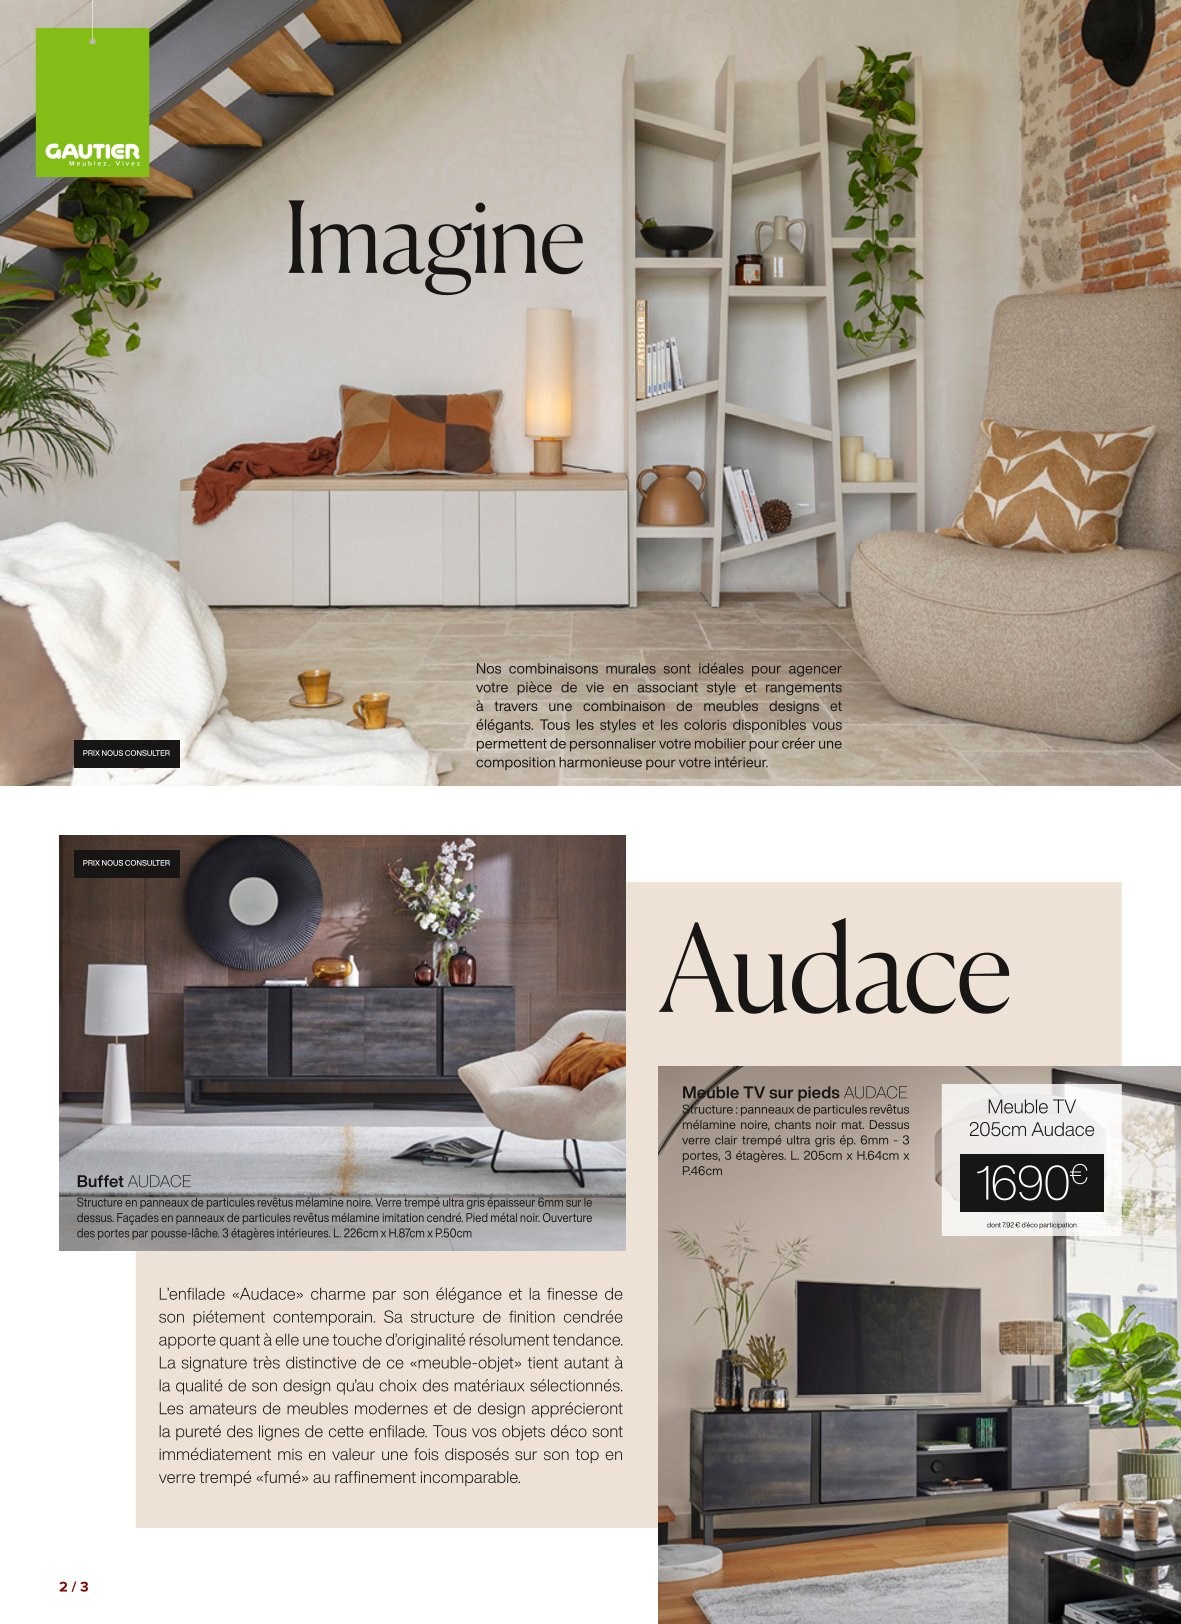 GAUTIER
Meublez. Vivez
Imagine
PATISSIER
Nos combinaisons murales sont idéales pour agencer
votre pièce de vie en associant style et rangements
à travers une combinaison de meubles designs et
élégants. Tous les styles et les coloris disponibles vous
permettent de personnaliser votre mobilier pour créer une
composition harmonieuse pour votre intérieur.
PRIX NOUS CONSULTER
PRIX NOUS CONSULTER
Buffet AUDACE
Structure en panneaux de particules revêtus mélamine noire. Verre trempé ultra gris épaisseur 6mm sur le
dessus. Façades en panneaux de particules revêtus mélamine imitation cendré. Pied métal noir. Ouverture
des portes par pousse-lâche. 3 étagères intérieures. L. 226cm x H.87cm x P.50cm
Audace
Meuble TV sur pieds AUDACE
Structure : panneaux de particules revêtus
mélamine noire, chants noir mat. Dessus
verre clair trempé ultra gris ép. 6mm - 3
portes, 3 étagères. L. 205cm x H.64cm x
P.46cm
Meuble TV
205cm Audace
1690€
dont 7.92 € d'éco participation
L'enfilade «Audace» charme par son élégance et la finesse de
son piétement contemporain. Sa structure de finition cendrée
apporte quant à elle une touche d'originalité résolument tendance.
La signature très distinctive de ce «meuble-objet» tient autant à
la qualité de son design qu'au choix des matériaux sélectionnés.
Les amateurs de meubles modernes et de design apprécieront
la pureté des lignes de cette enfilade. Tous vos objets déco sont
immédiatement mis en valeur une fois disposés sur son top en
verre trempé «fumé» au raffinement incomparable.
2 / 3